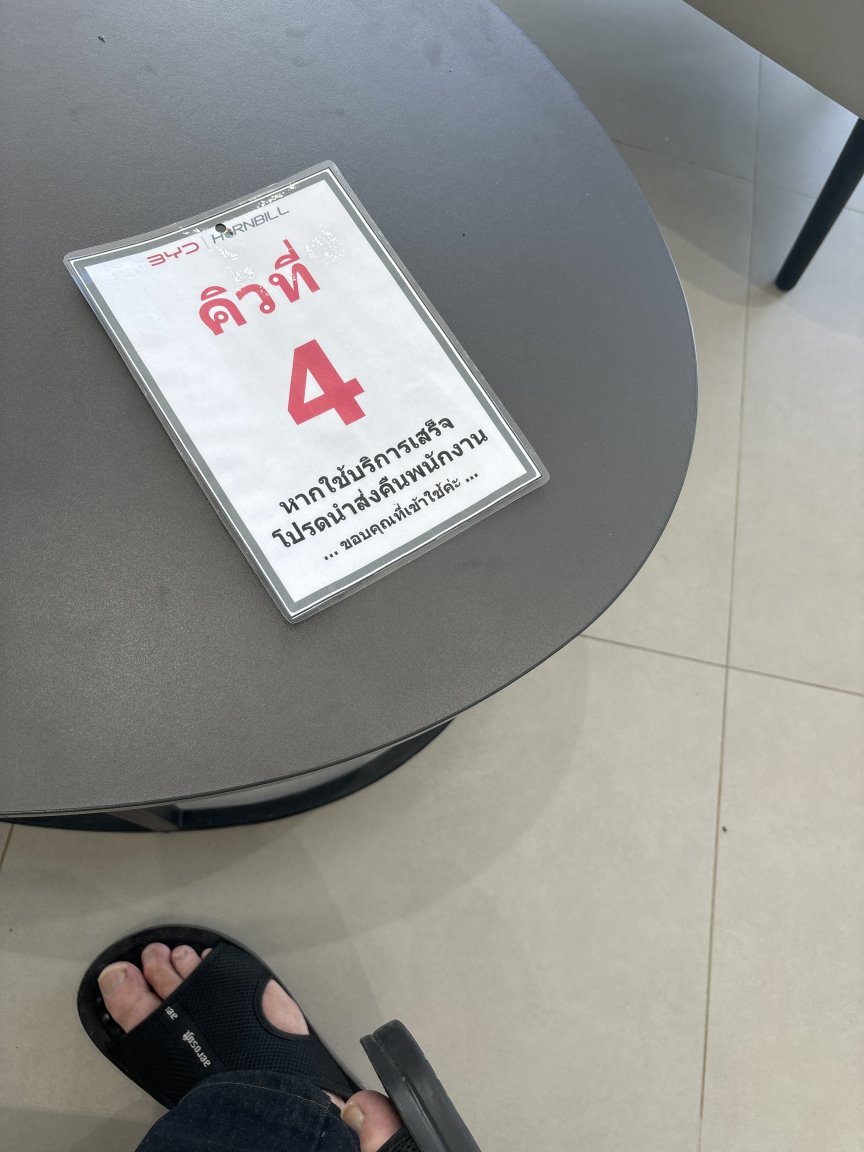 BYD | HORNBILL
คิวที่
4
หากใช้บริการเสร็จ
โปรดนำส่งคืนพนักงาน
... ขอบคุณที่เข้าใช้ค่ะ ...
aerosoft